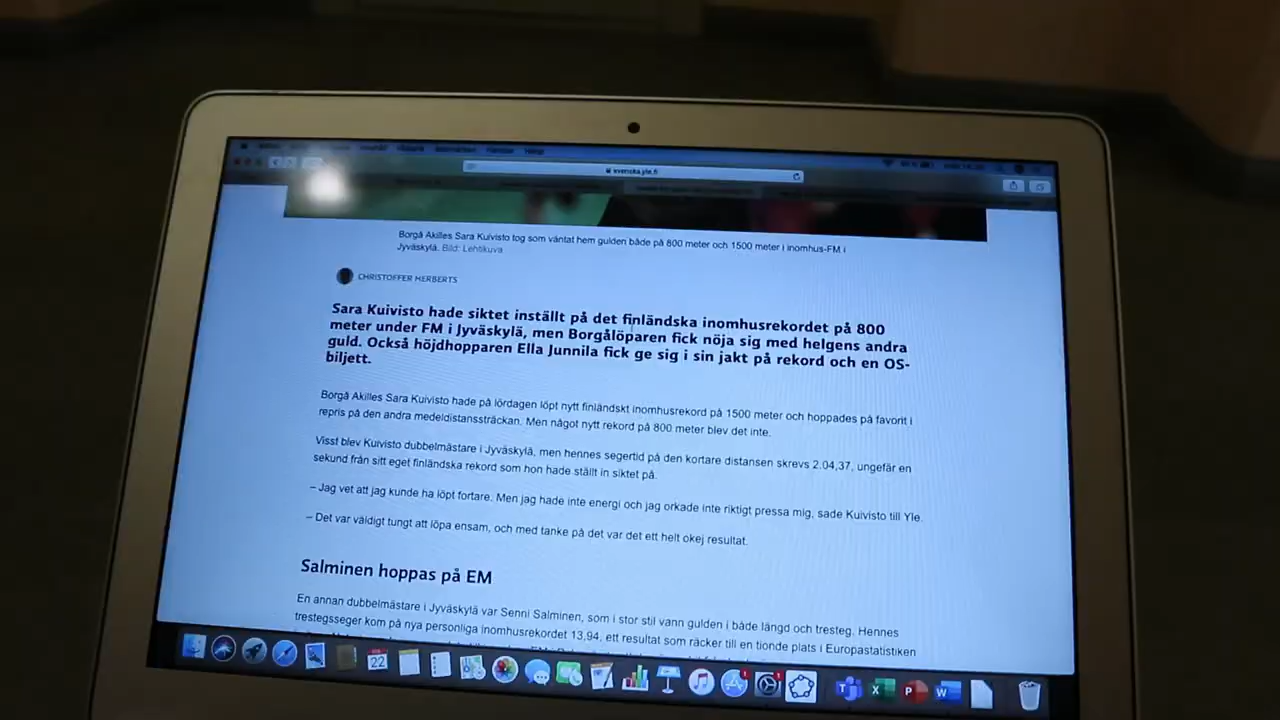 svenska.yle.fi
Borgå Akilles Sara Kuivisto tog som väntat hem gulden både på 800 meter och 1500 meter i inomhus-FM i
Jyväskylä. Bild: Lehtikuva
CHRISTOFFER HERBERTS
Sara Kuivisto hade siktet inställt på det finländska inomhusrekordet på 800
meter under FM i Jyväskylä, men Borgålöparen fick nöja sig med helgens andra
guld. Också höjdhopparen Ella Junnila fick ge sig i sin jakt på rekord och en OS-
biljett.
Borgå Akilles Sara Kuivisto hade på lördagen löpt nytt finländskt inomhusrekord på 1500 meter och hoppades på favorit i
repris på den andra medeldistanssträckan. Men något nytt rekord på 800 meter blev det inte.
Visst blev Kuivisto dubbelmästare i Jyväskylä, men hennes segertid på den kortare distansen skrevs 2.04,37, ungefär en
sekund från sitt eget finländska rekord som hon hade ställt in siktet på.
– Jag vet att jag kunde ha löpt fortare. Men jag hade inte energi och jag orkade inte riktigt pressa mig, sade Kuivisto till Yle.
– Det var väldigt tungt att löpa ensam, och med tanke på det var det ett helt okej resultat.
Salminen hoppas på EM
En annan dubbelmästare i Jyväskylä var Senni Salminen, som i stor stil vann gulden i både längd och tresteg. Hennes
trestegsseger kom på nya personliga inomhusrekordet 13,94, ett resultat som räcker till en tionde plats i Europastatistiken
22